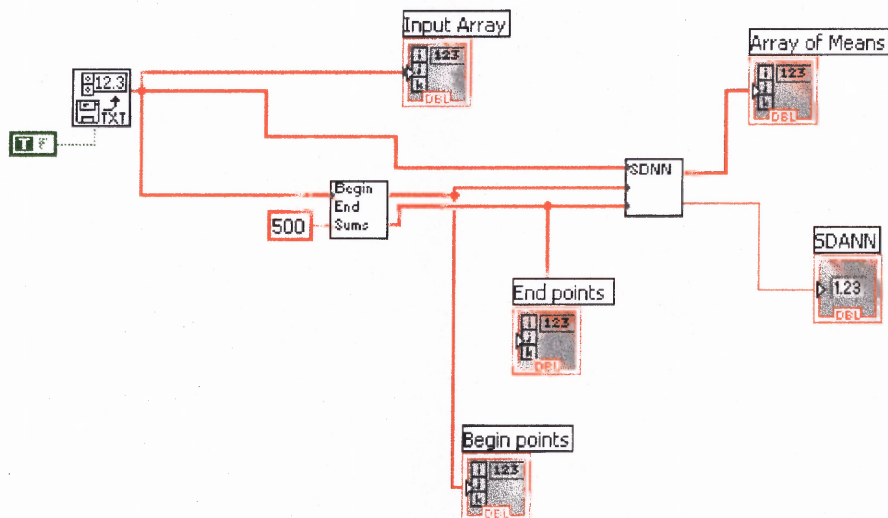 Input Array
i 123
j
k
DBL
Array of Means
i 123
j
k
DBL
12.3
TXT
T F
SDNN
Begin
End
Sums
500
SDANN
1.23
DBL
End points
i 123
j
k
DBL
Begin points
i 123
j
k
DBL